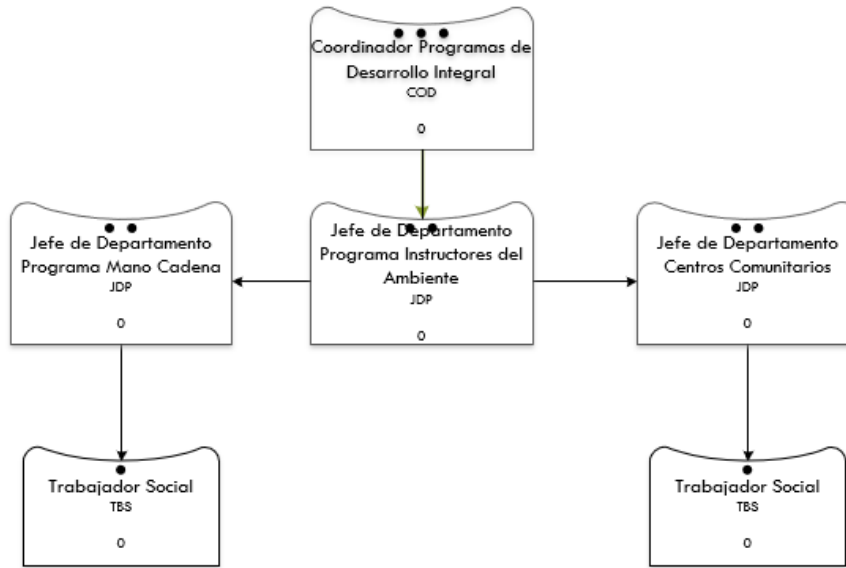 Coordinador Programas de
Desarrollo Integral
COD
0
Jefe de Departamento
Programa Mano Cadena
JDP
0
Jefe de Departamento
Programa Instructores del
Ambiente
JDP
0
Jefe de Departamento
Centros Comunitarios
JDP
0
Trabajador Social
TBS
0
Trabajador Social
TBS
0